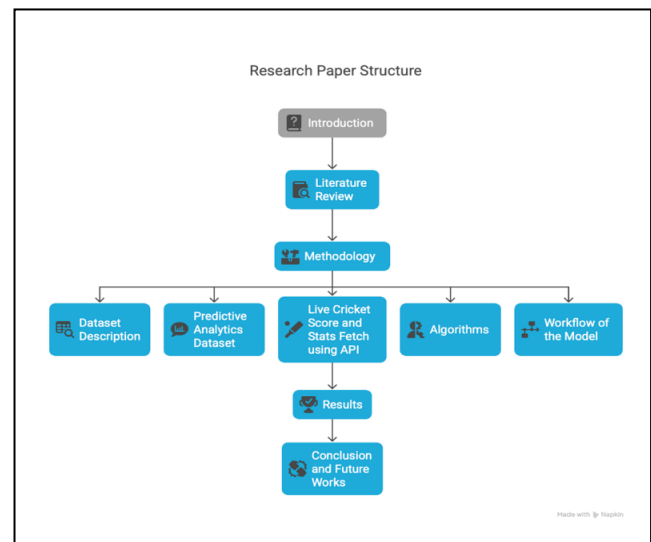 Research Paper Structure
Introduction
Literature
Review
Methodology
Dataset
Description
Predictive
Analytics
Dataset
Live Cricket
Score and
Stats Fetch
using API
Algorithms
Workflow of
the Model
Results
Conclusion
and Future
Works
Made with Napkin